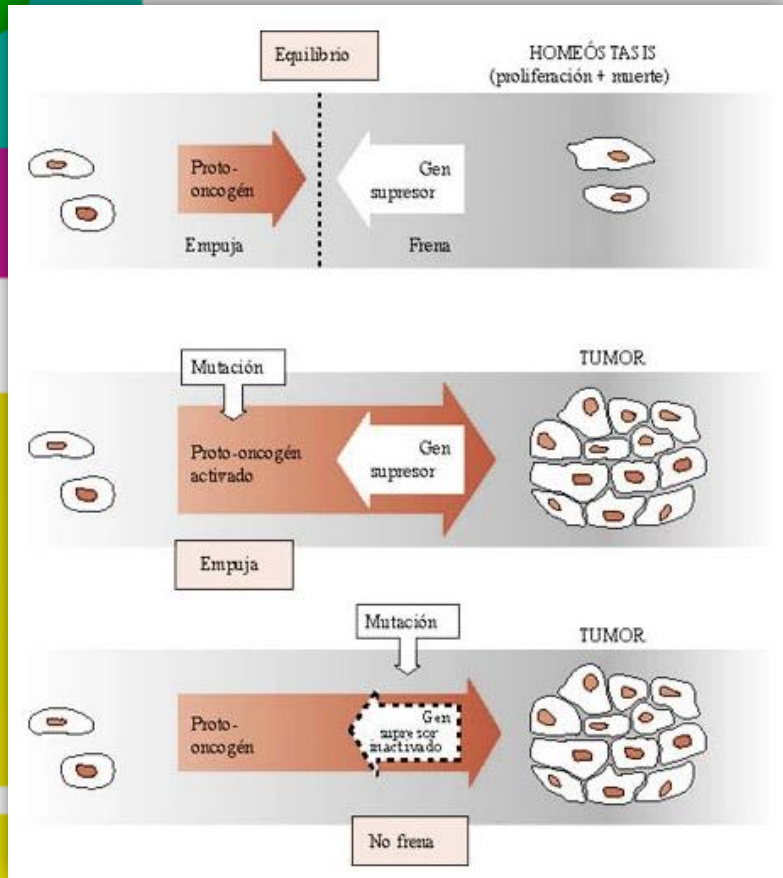 Equilibrio
HOMEÓSTASIS
(proliferación + muerte)
Proto-
oncogén
Gen
supresor
Empuja
Frena
Mutación
TUMOR
Proto-oncogén
activado
Gen
supresor
Empuja
Mutación
TUMOR
Proto-
oncogén
Gen
supresor
inactivado
No frena